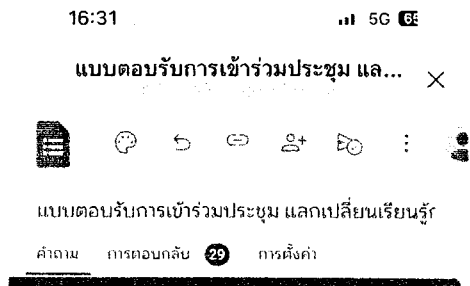 16:31 5G
แบบตอบรับการเข้าร่วมประชุม แล...
แบบตอบรับการเข้าร่วมประชุม แลกเปลี่ยนเรียนรู้
คำถาม การตอบกลับ 29 การตั้งค่า